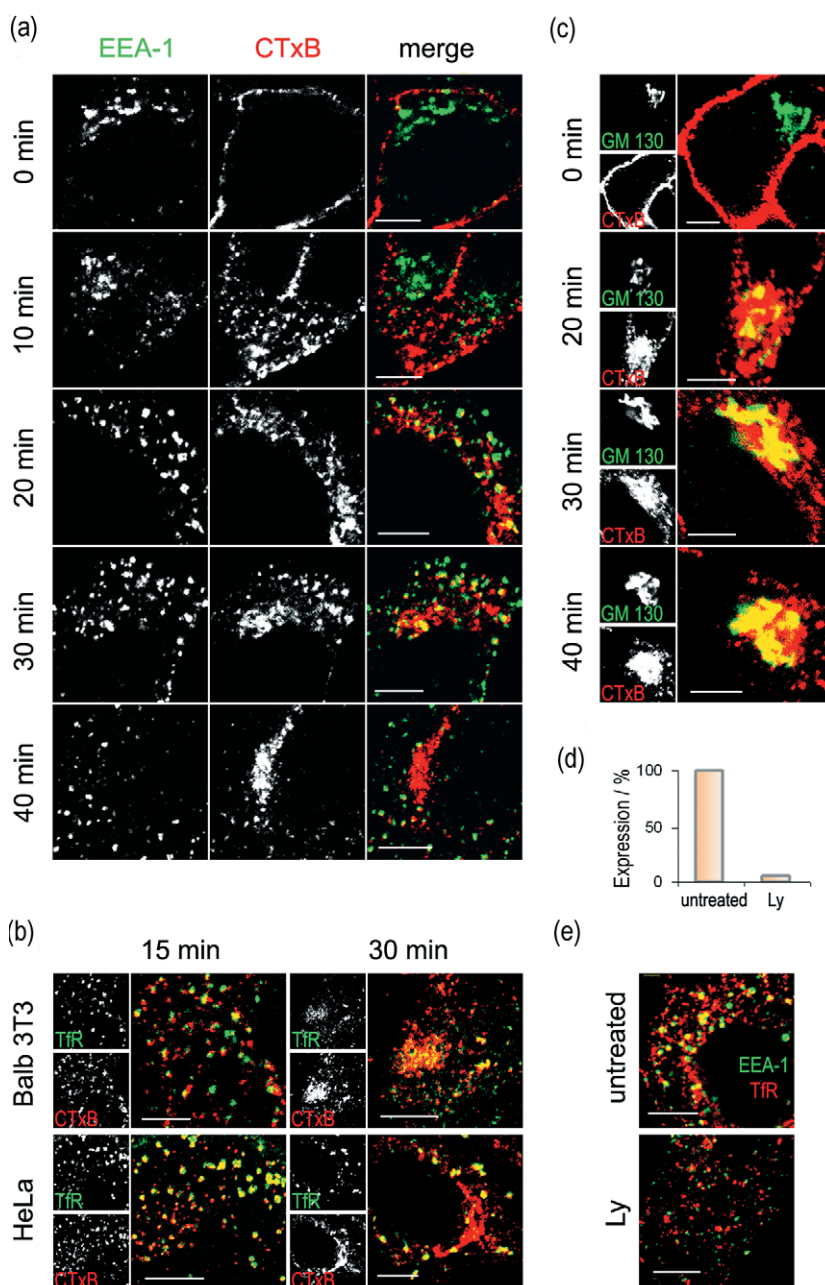 (a)
EEA-1 CTxB merge
0 min
10 min
20 min
30 min
40 min
(c)
0 min
GM 130
CTxB
20 min
GM 130
CTxB
30 min
GM 130
CTxB
40 min
GM 130
CTxB
(d)
Expression / %
100
50
0
untreated Ly
(b)
15 min 30 min
Balb 3T3
TfR TfR
CTxB CTxB
HeLa
TfR TfR
CTxB CTxB
(e)
untreated
EEA-1
TfR
Ly